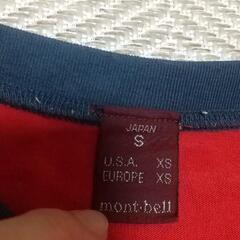 JAPAN
S
U.S.A. XS
EUROPE XS
mont-bell